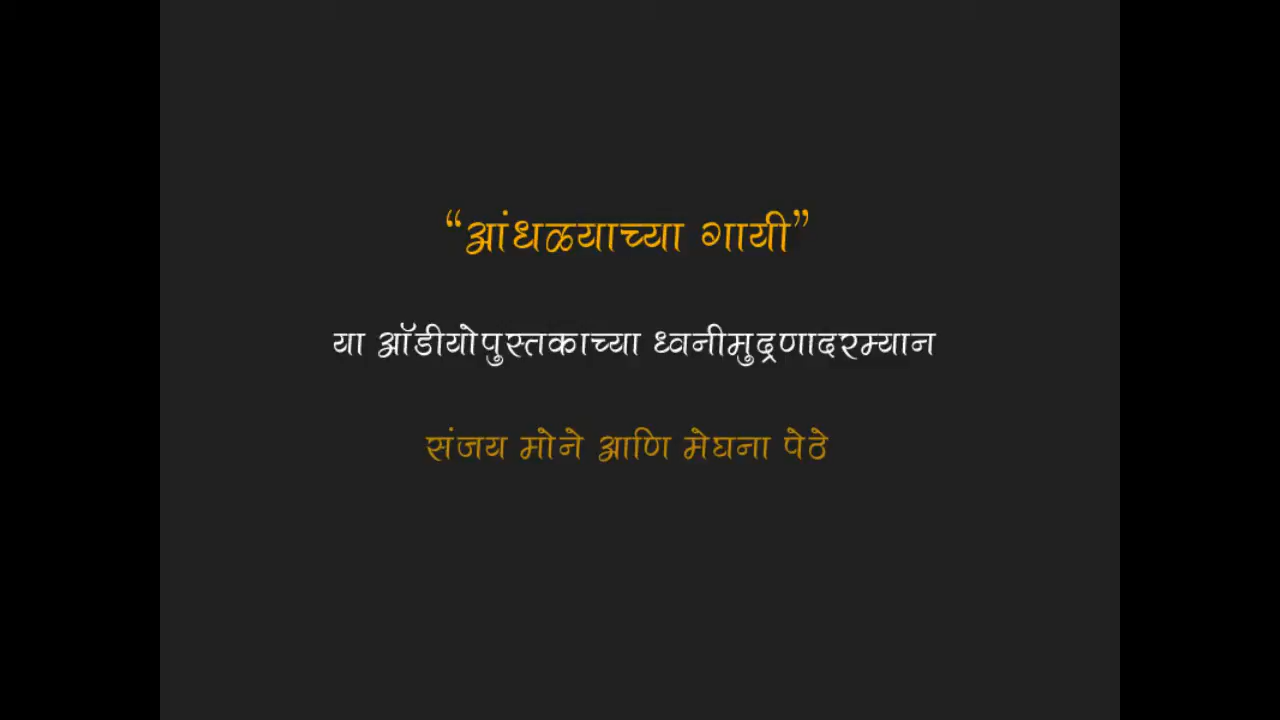 “आंधळयाच्या गायी”
या ऑडीयोपुस्तकाच्या ध्वनीमुद्रणादरम्यान
संजय मोने आणि मेघना पेठे